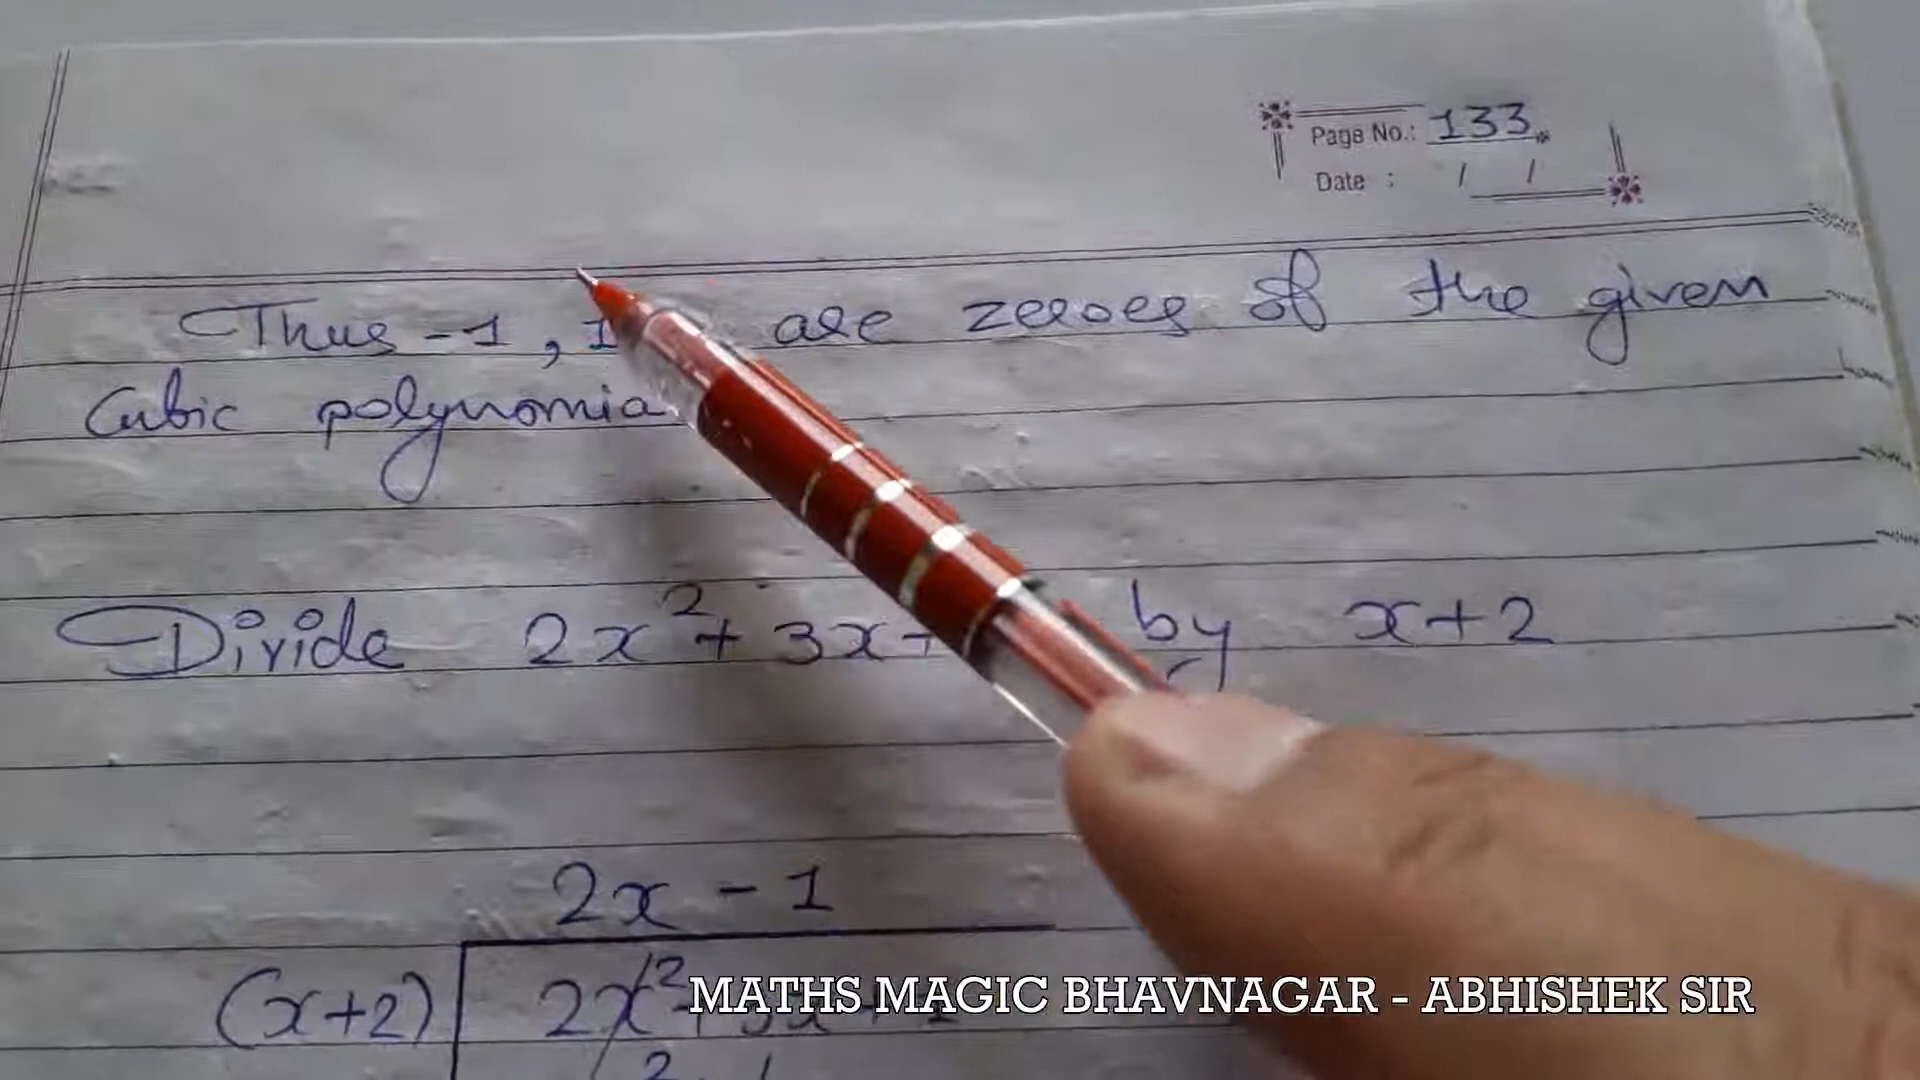 Page No.: 133
Date : / /
Thus -1, 1 are zeroes of the given
Cubic polynomia
Divide 2x² + 3x + by x + 2
2x - 1
(x+2) 2x²
MATHS MAGIC BHAVNAGAR - ABHISHEK SIR